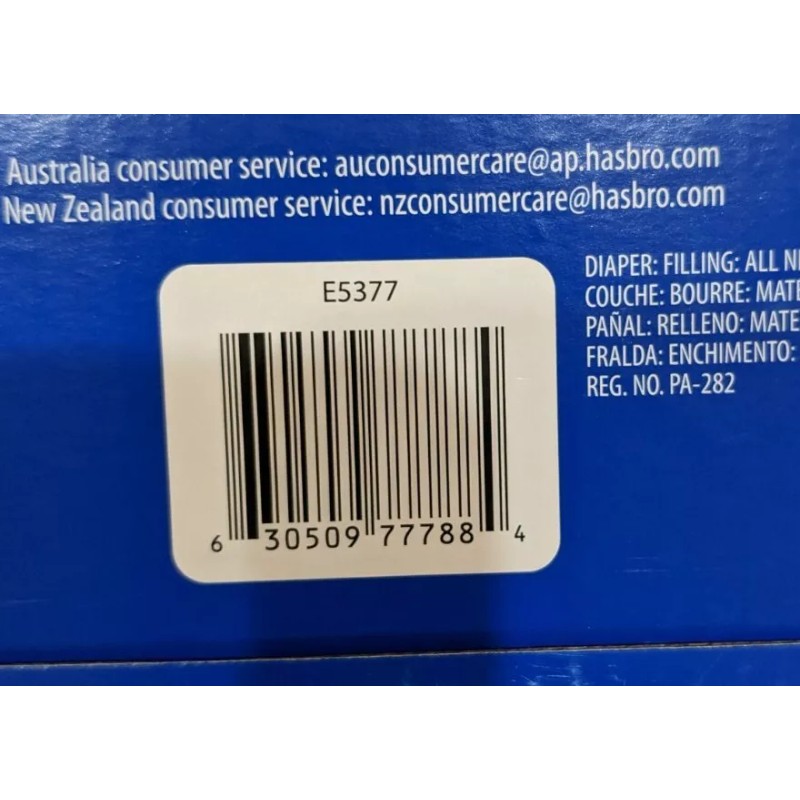 Australia consumer service: auconsumercare@ap.hasbro.com
New Zealand consumer service: nzconsumercare@hasbro.com
E5377
6 30509 77788 4
DIAPER: FILLING: ALL
COUCHE: BOURRE:
PAÑAL: RELLENO:
FRALDA: ENCHIMENTO:
REG. NO. PA-282